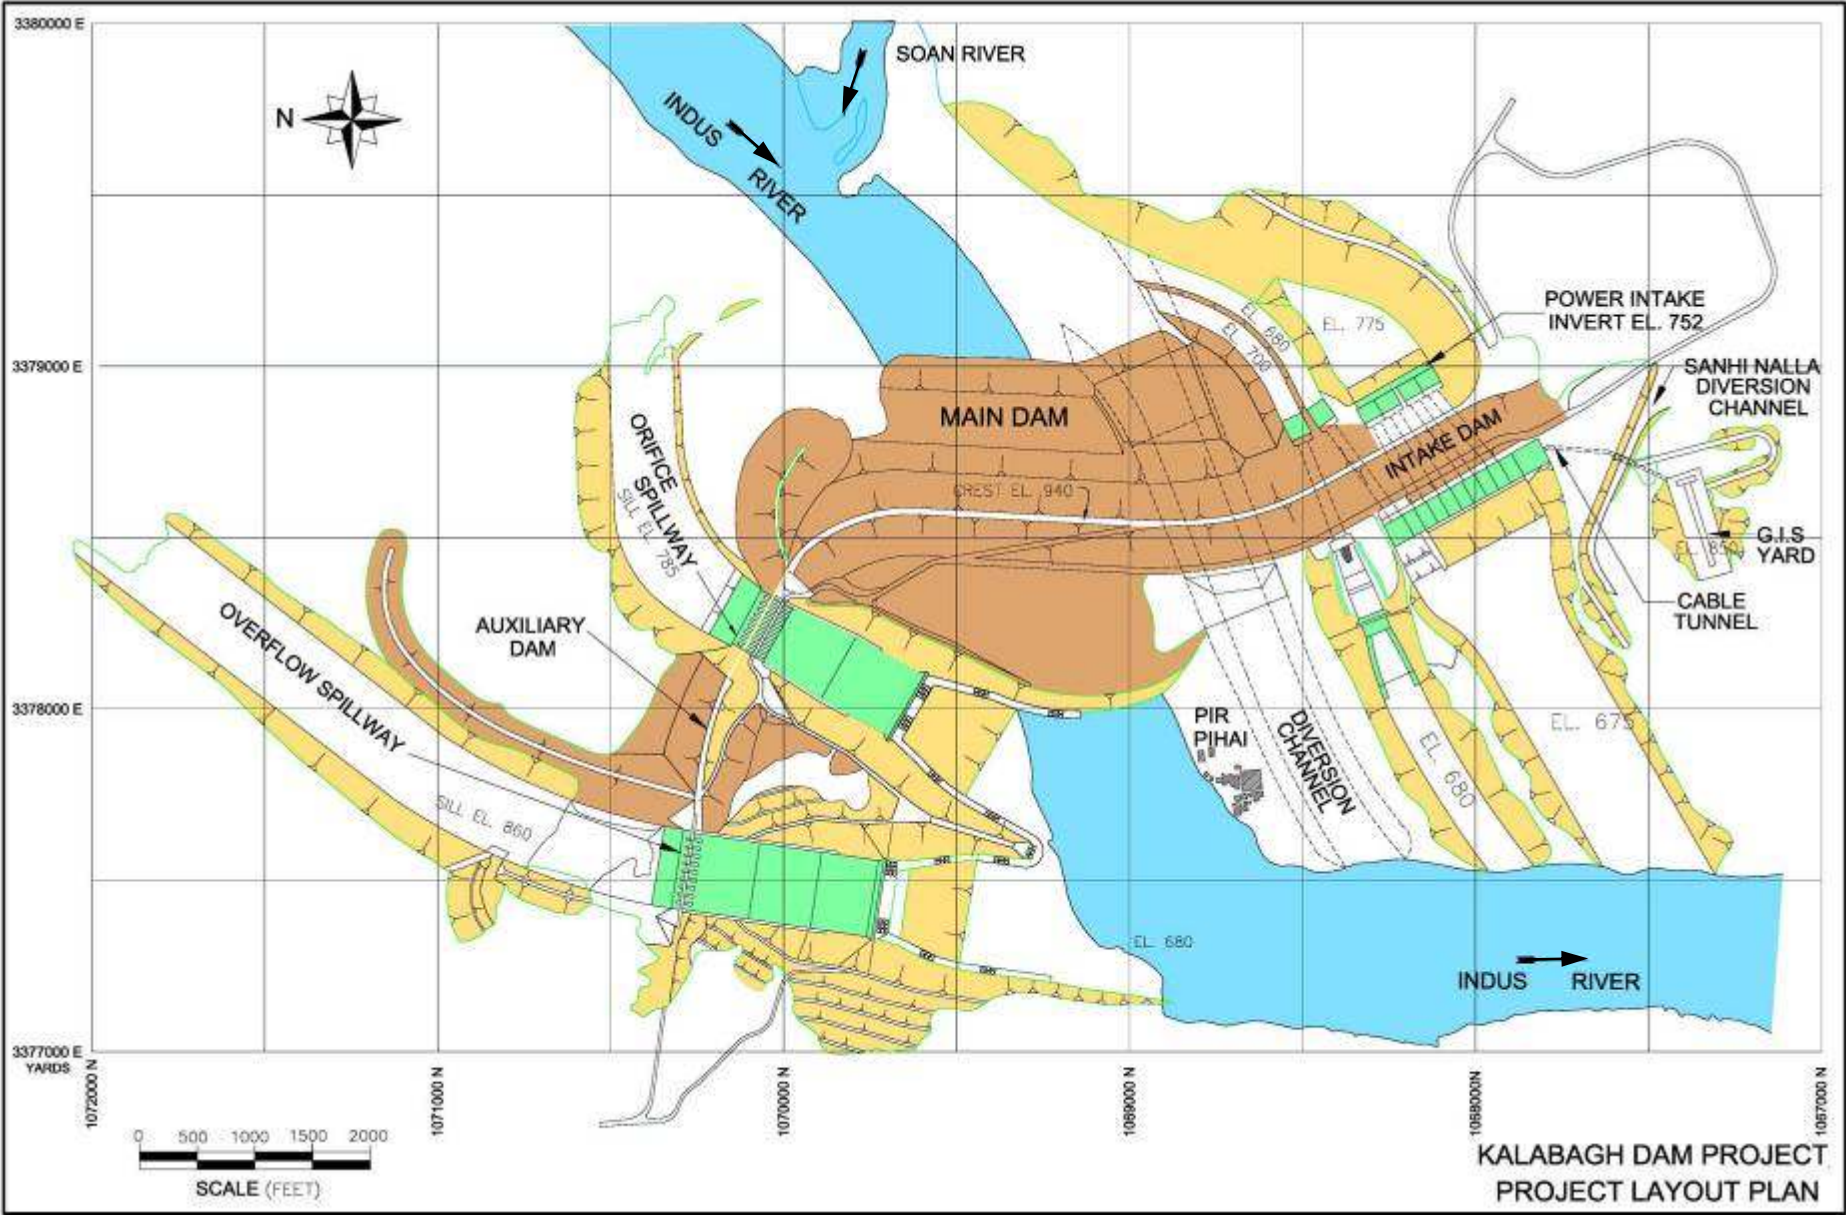 3380000 E
SOAN RIVER
N
INDUS
RIVER
POWER INTAKE
INVERT EL. 752
EL. 680
EL. 700
EL. 775
3379000 E
SANHI NALLA
DIVERSION
CHANNEL
MAIN DAM
INTAKE DAM
ORIFICE
SPILLWAY
SILL EL. 785
CREST EL. 940
G.I.S
YARD
EL. 850
CABLE
TUNNEL
OVERFLOW SPILLWAY
AUXILIARY
DAM
3378000 E
PIR
PIHAI
DIVERSION
CHANNEL
EL. 680
EL. 675
SILL EL. 860
EL. 680
INDUS RIVER
3377000 E
YARDS
1072000 N
1071000 N
1070000 N
1069000 N
1068000N
1067000 N
0 500 1000 1500 2000
SCALE (FEET)
KALABAGH DAM PROJECT
PROJECT LAYOUT PLAN